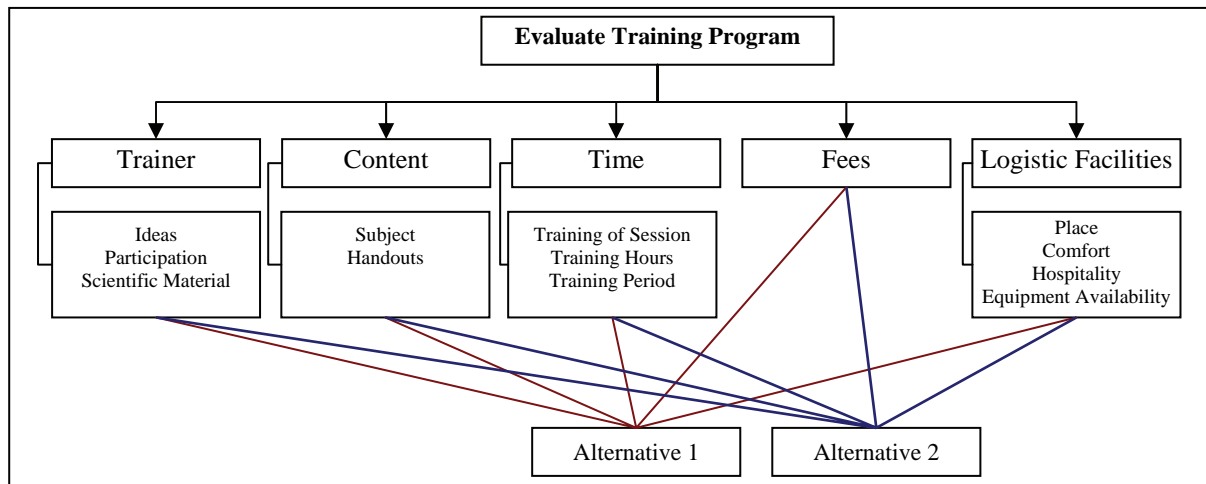 Evaluate Training Program
Trainer
Content
Time
Fees
Logistic Facilities
Ideas
Participation
Scientific Material
Subject
Handouts
Training of Session
Training Hours
Training Period
Place
Comfort
Hospitality
Equipment Availability
Alternative 1
Alternative 2